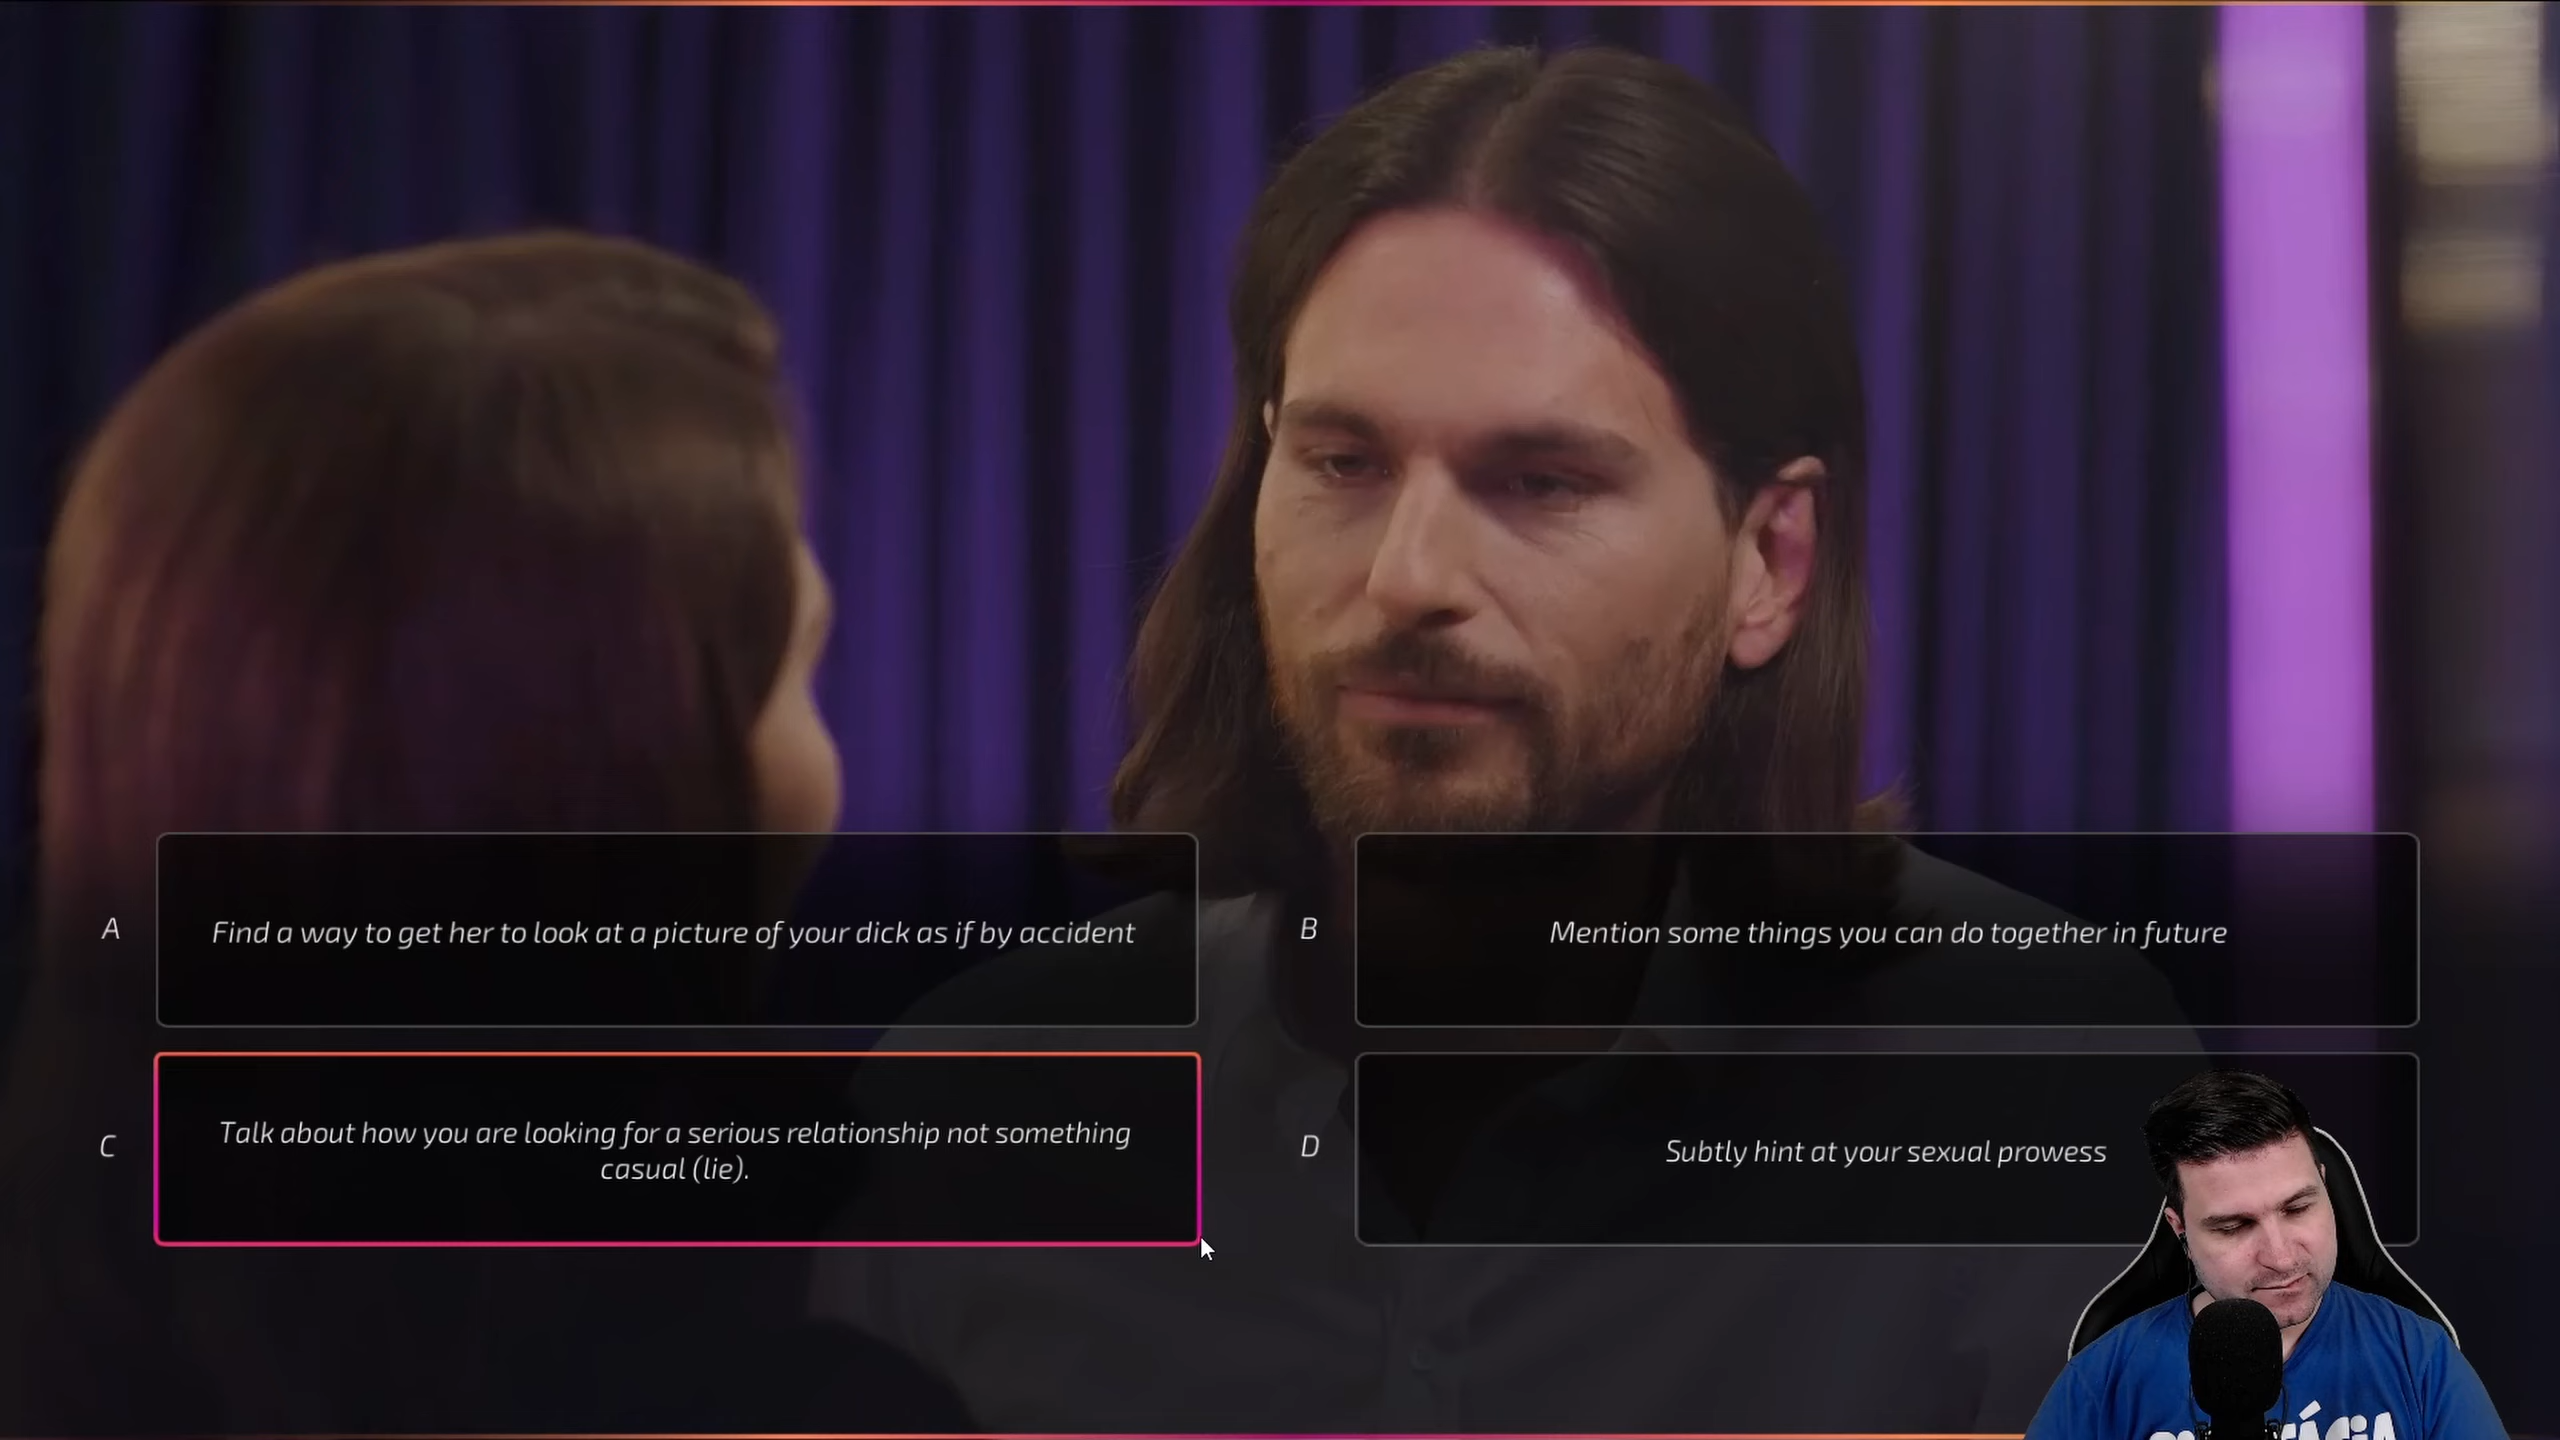 A
Find a way to get her to look at a picture of your dick as if by accident
B
Mention some things you can do together in future
C
Talk about how you are looking for a serious relationship not something
casual (lie).
D
Subtly hint at your sexual prowess